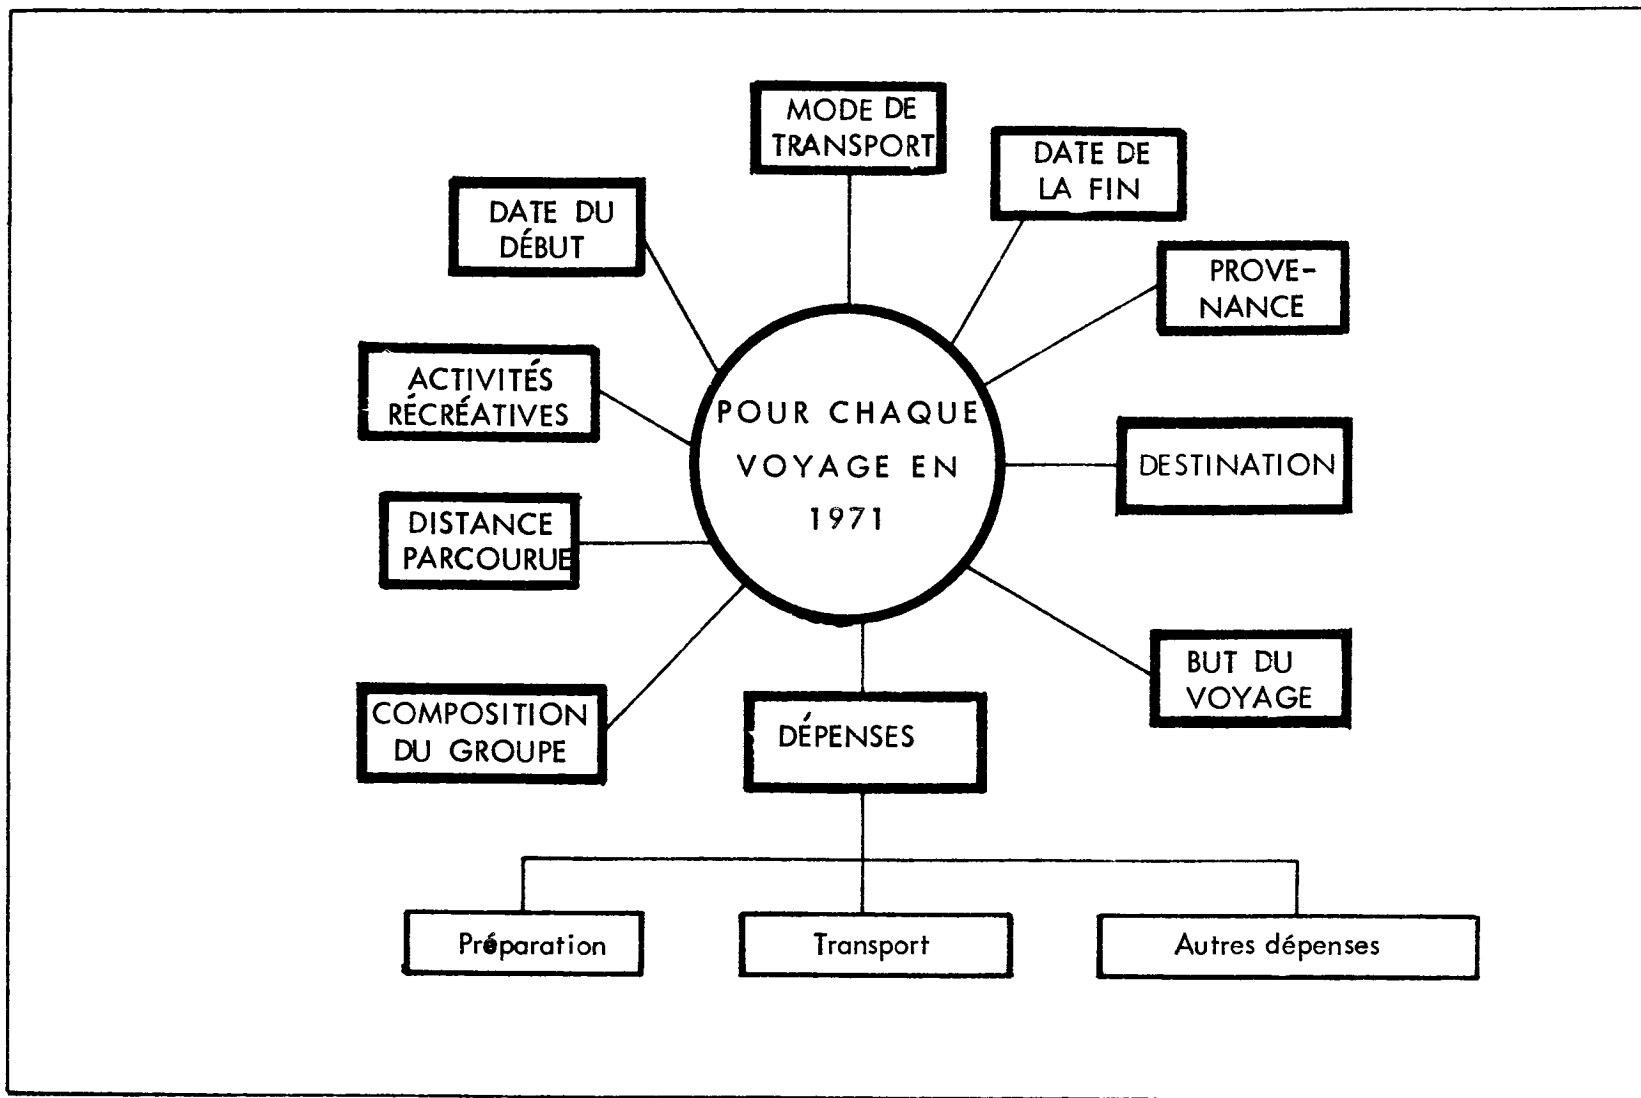 MODE DE
TRANSPORT
DATE DE
LA FIN
DATE DU
DÉBUT
PROVE-
NANCE
ACTIVITÉS
RÉCRÉATIVES
POUR CHAQUE
VOYAGE EN
1971
DESTINATION
DISTANCE
PARCOURUE
BUT DU
VOYAGE
COMPOSITION
DU GROUPE
DÉPENSES
Préparation
Transport
Autres dépenses